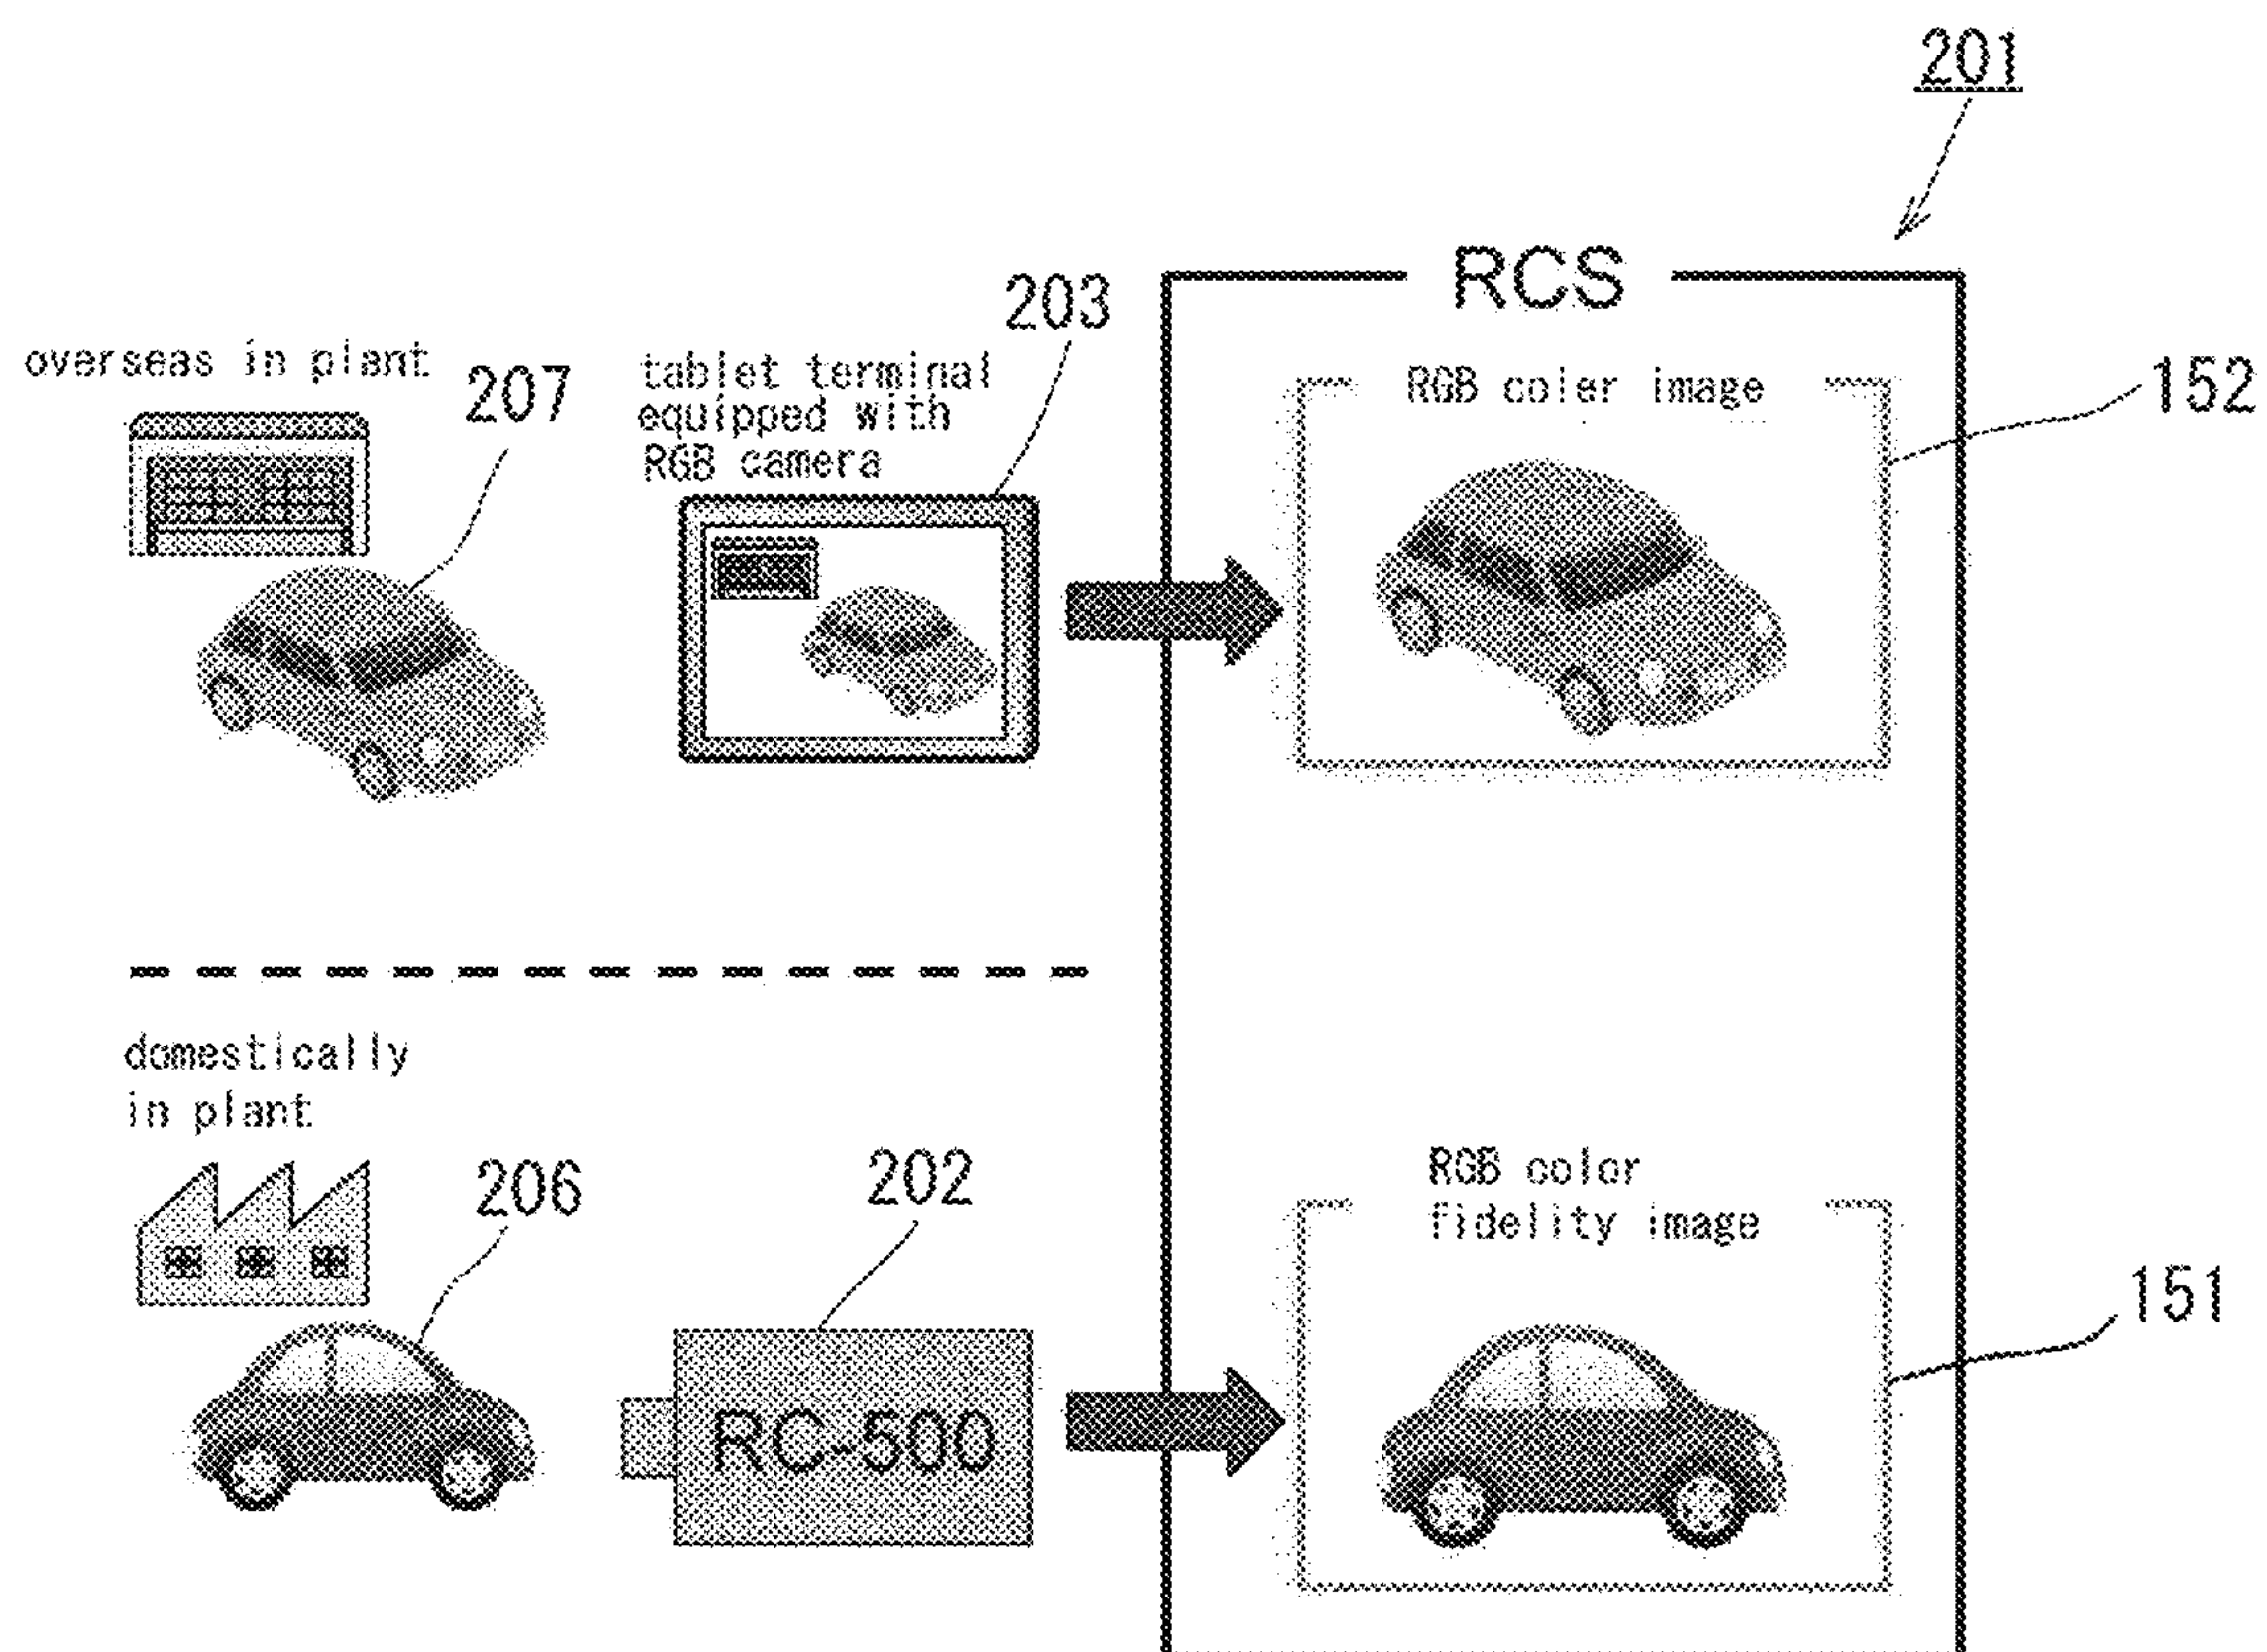 201
RCS
203
overseas in plant
207
tablet terminal
equipped with
RGB camera
RGB coler image
152
domestically
in plant
206
202
RC-500
RGB color
fidelity image
151